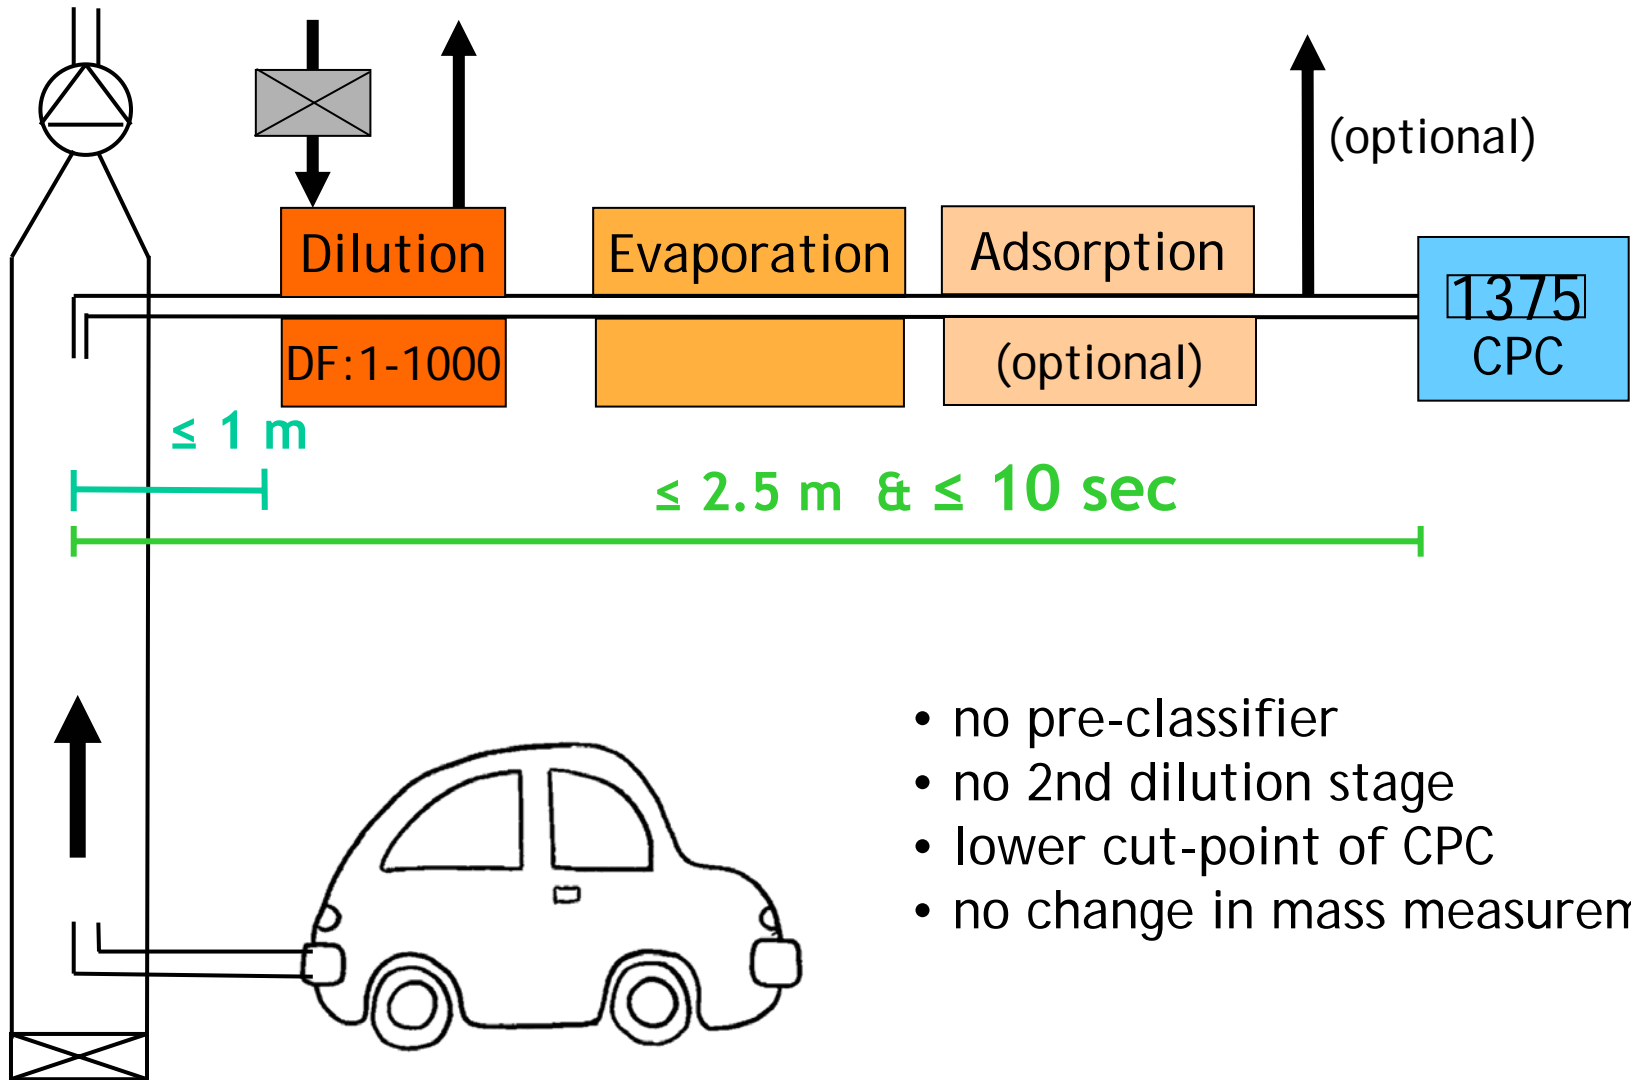 (optional)
Dilution
Evaporation
Adsorption
1375
CPC
DF:1-1000
(optional)
≤ 1 m
≤ 2.5 m & ≤ 10 sec
• no pre-classifier
• no 2nd dilution stage
• lower cut-point of CPC
• no change in mass measurem